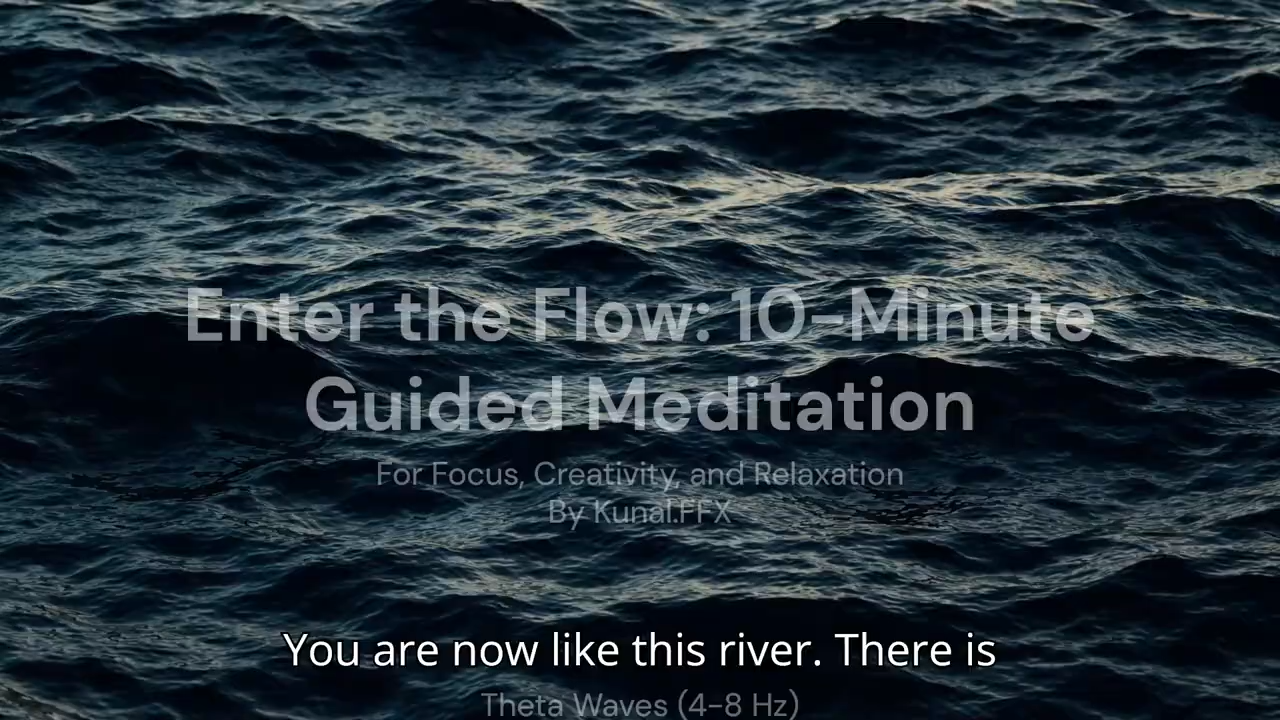 Enter the Flow: 10-Minute
Guided Meditation
For Focus, Creativity, and Relaxation
By Kunal.FFX
You are now like this river. There is
Theta Waves (4-8 Hz)